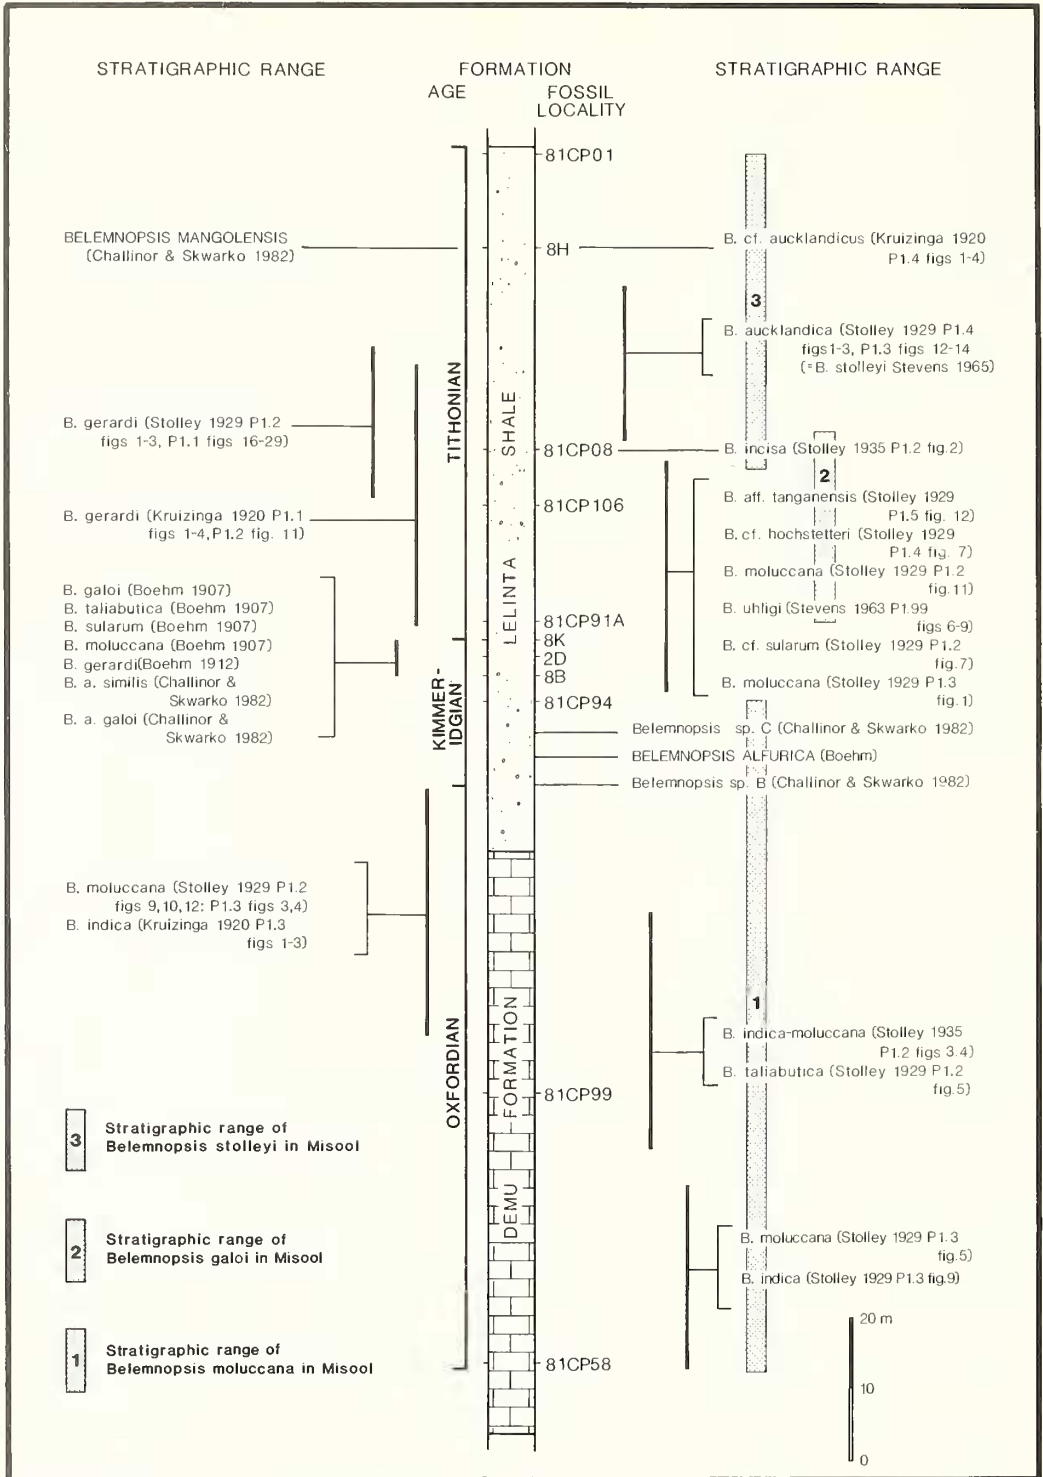 STRATIGRAPHIC RANGE
FORMATION
STRATIGRAPHIC RANGE
AGE
FOSSIL
LOCALITY
BELEMNOPSIS MANGOLENSIS
(Challinor & Skwarko 1982)
B. gerardi (Stolley 1929 P1.2
figs 1-3, P1.1 figs 16-29)
B. gerardi (Kruizinga 1920 P1.1
figs 1-4, P1.2 fig. 11)
B. galoi (Boehm 1907)
B. taliabutica (Boehm 1907)
B. sularum (Boehm 1907)
B. moluccana (Boehm 1907)
B. gerardi(Boehm 1912)
B. a. similis (Challinor &
Skwarko 1982)
B. a. galoi (Challinor &
Skwarko 1982)
B. moluccana (Stolley 1929 P1.2
figs 9,10,12: P1.3 figs 3,4)
B. indica (Kruizinga 1920 P1.3
figs 1-3)
3
Stratigraphic range of
Belemnopsis stolleyi in Misool
2
Stratigraphic range of
Belemnopsis galoi in Misool
1
Stratigraphic range of
Belemnopsis moluccana in Misool
TITHONIAN
KIMMER-
IDGIAN
OXFORDIAN
LELINTA SHALE
DEMU FORMATION
81CP01
8H
81CP08
81CP106
81CP91A
8K
2D
8B
81CP94
81CP99
81CP58
B. cf. aucklandicus (Kruizinga 1920
P1.4 figs 1-4)
3
B. aucklandica (Stolley 1929 P1.4
figs1-3, P1.3 figs 12-14
(=B. stolleyi Stevens 1965)
B. incisa (Stolley 1935 P1.2 fig.2)
2
B. aff. tanganensis (Stolley 1929
P1.5 fig. 12)
B. cf. hochstetteri (Stolley 1929
P1.4 fig. 7)
B. moluccana (Stolley 1929 P1.2
fig.11)
B. uhligi (Stevens 1963 P1.99
figs 6-9)
B. cf. sularum (Stolley 1929 P1.2
fig.7)
B. moluccana (Stolley 1929 P1.3
fig.1)
Belemnopsis sp. C (Challinor & Skwarko 1982)
BELEMNOPSIS ALFURICA (Boehm)
Belemnopsis sp. B (Challinor & Skwarko 1982)
1
B. indica-moluccana (Stolley 1935
P1.2 figs 3.4)
B. taliabutica (Stolley 1929 P1.2
fig.5)
B. moluccana (Stolley 1929 P1.3
fig.5)
B. indica (Stolley 1929 P1.3 fig.9)
20 m
10
0